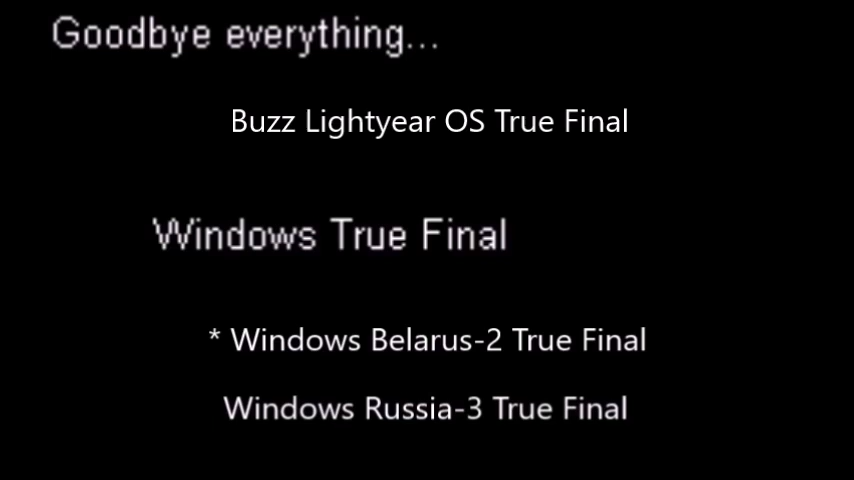 Goodbye everything...
Buzz Lightyear OS True Final
Windows True Final
* Windows Belarus-2 True Final
Windows Russia-3 True Final